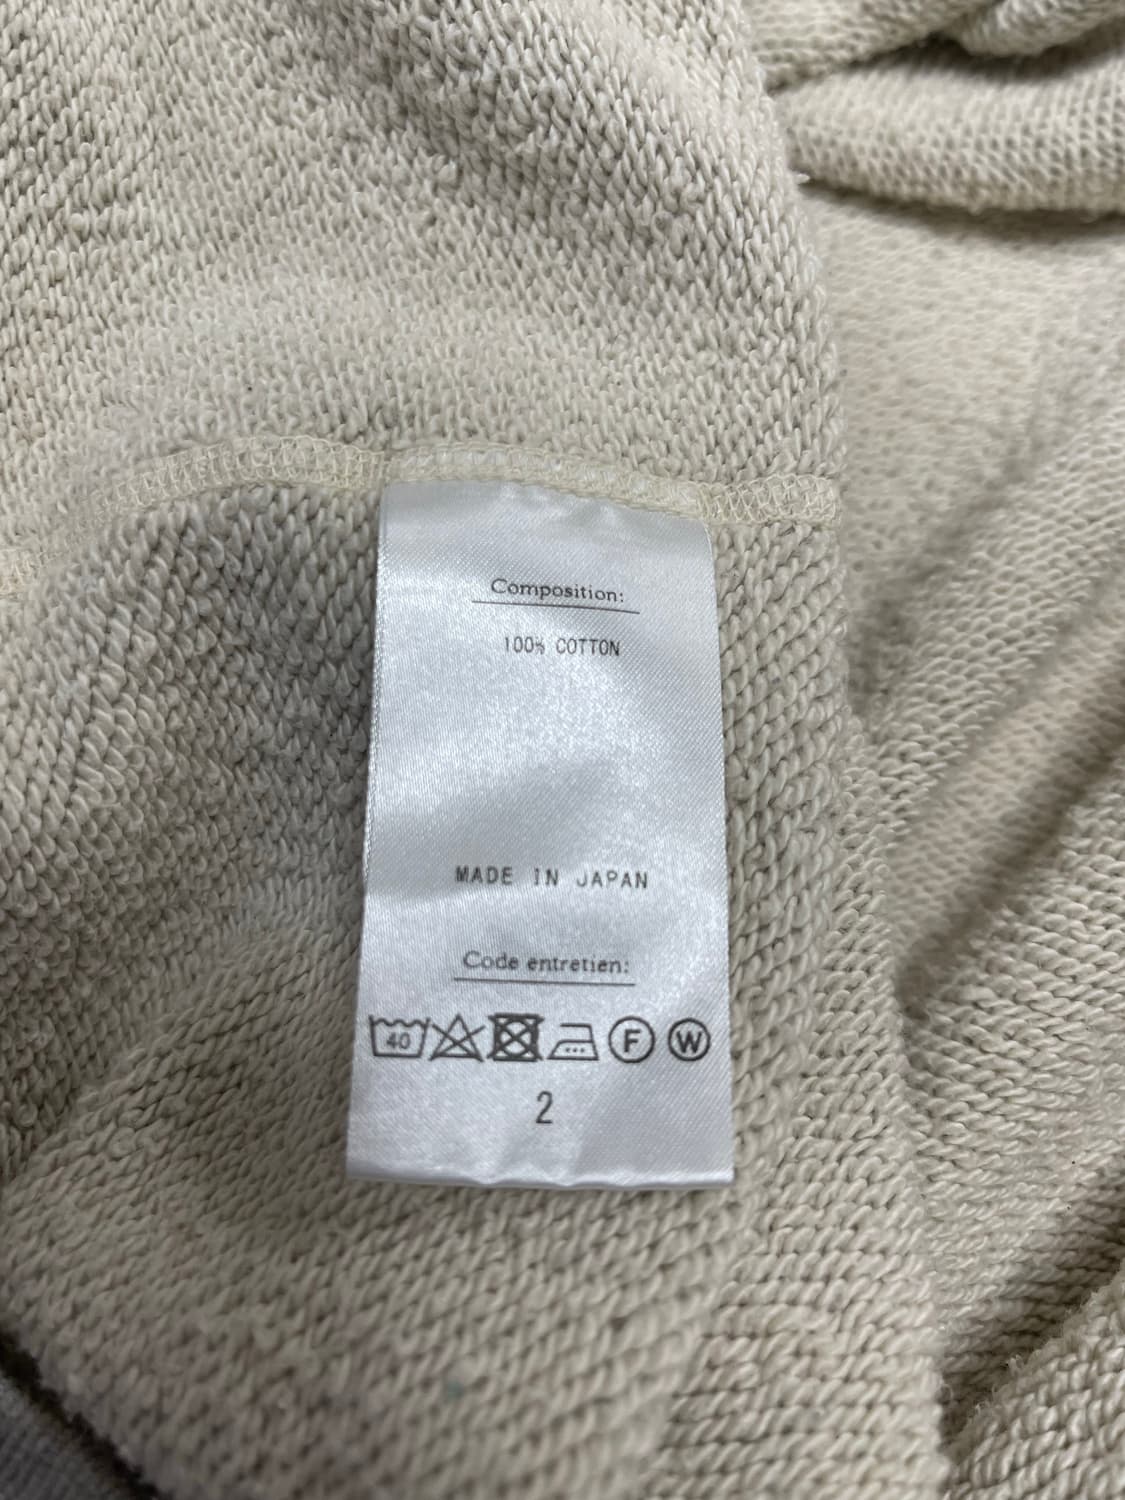 Composition:
100% COTTON
MADE IN JAPAN
Code entretien:
40 F W
2